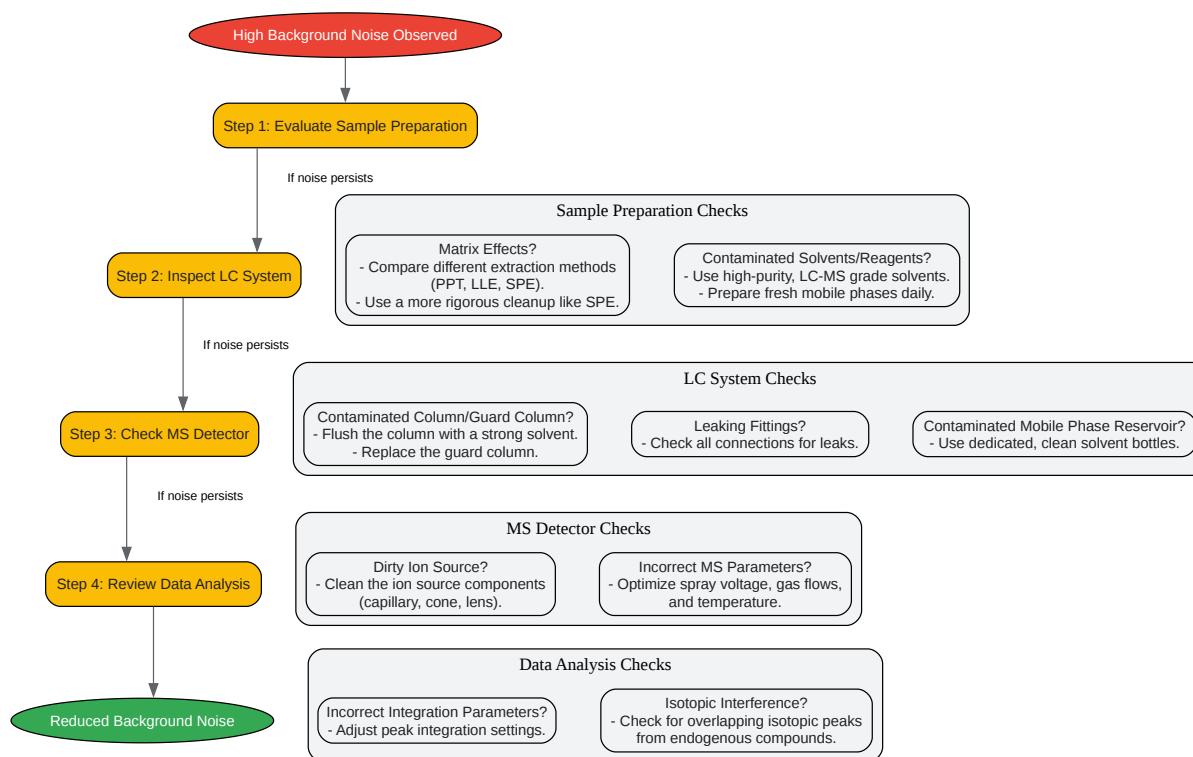 High Background Noise Observed
Step 1: Evaluate Sample Preparation
If noise persists
Sample Preparation Checks
Matrix Effects?
- Compare different extraction methods
(PPT, LLE, SPE).
- Use a more rigorous cleanup like SPE.
Contaminated Solvents/Reagents?
- Use high-purity, LC-MS grade solvents.
- Prepare fresh mobile phases daily.
Step 2: Inspect LC System
If noise persists
LC System Checks
Contaminated Column/Guard Column?
- Flush the column with a strong solvent.
- Replace the guard column.
Leaking Fittings?
- Check all connections for leaks.
Contaminated Mobile Phase Reservoir?
- Use dedicated, clean solvent bottles.
Step 3: Check MS Detector
If noise persists
MS Detector Checks
Dirty Ion Source?
- Clean the ion source components
(capillary, cone, lens).
Incorrect MS Parameters?
- Optimize spray voltage, gas flows,
and temperature.
Step 4: Review Data Analysis
Data Analysis Checks
Incorrect Integration Parameters?
- Adjust peak integration settings.
Isotopic Interference?
- Check for overlapping isotopic peaks
from endogenous compounds.
Reduced Background Noise